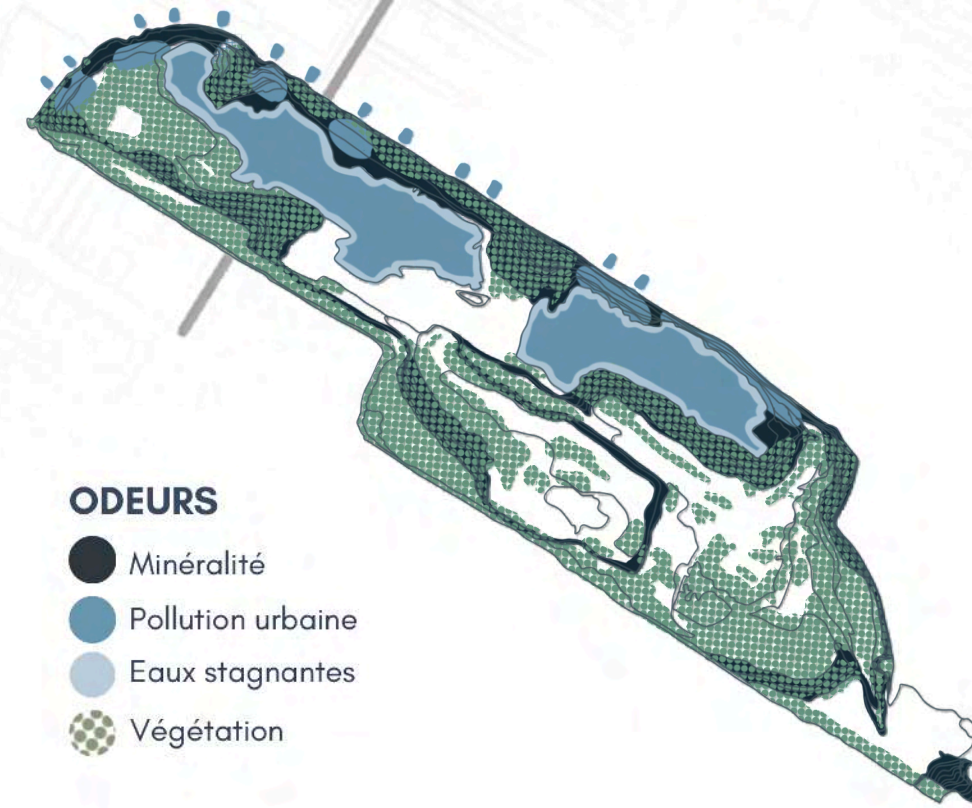 ODEURS
Minéralité
Pollution urbaine
Eaux stagnantes
Végétation